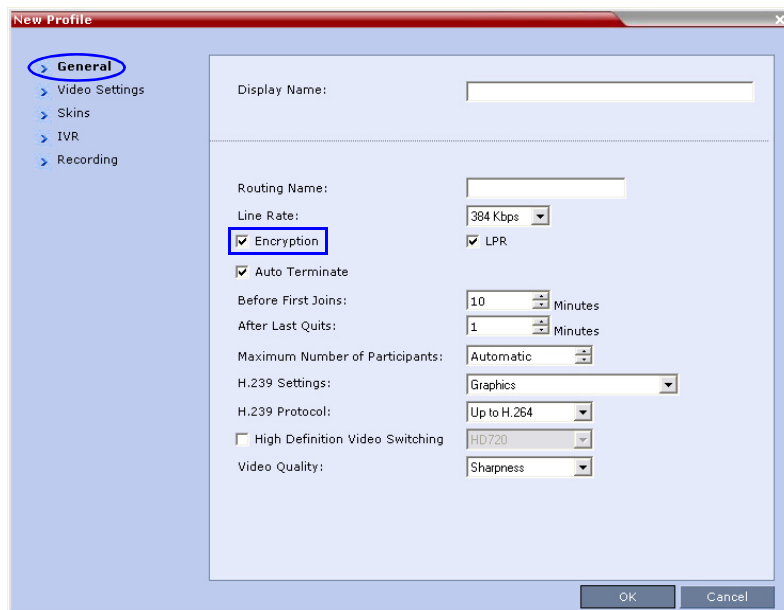 New Profile
General
Video Settings
Skins
IVR
Recording
Display Name:
Routing Name:
Line Rate: 384 Kbps
Encryption LPR
Auto Terminate
Before First Joins: 10 Minutes
After Last Quits: 1 Minutes
Maximum Number of Participants: Automatic
H.239 Settings: Graphics
H.239 Protocol: Up to H.264
High Definition Video Switching HD720
Video Quality: Sharpness
OK Cancel